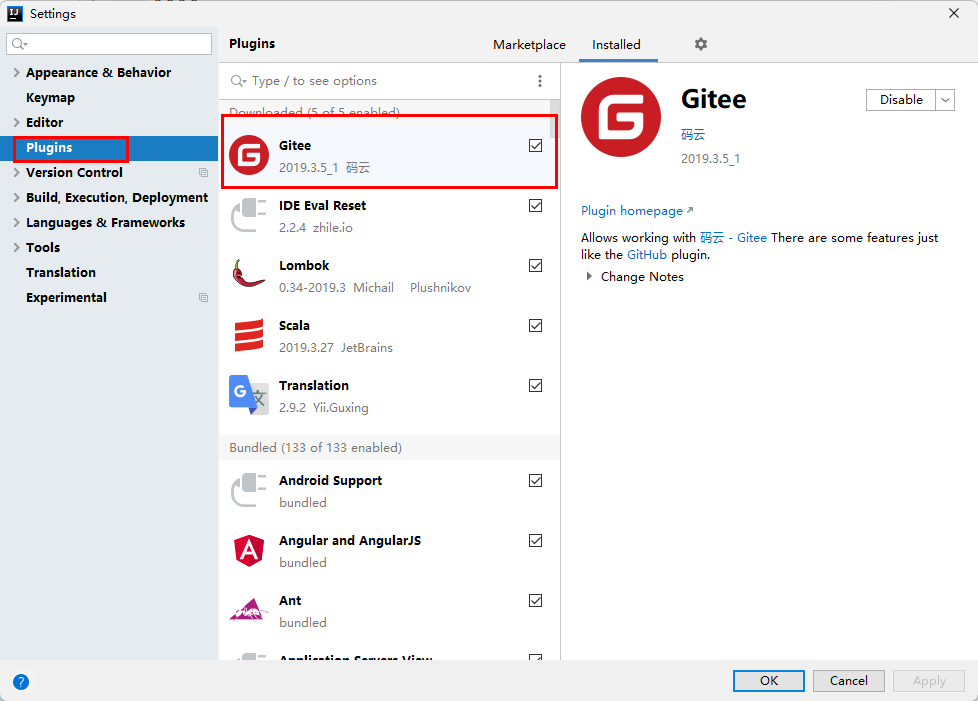 Settings
Appearance & Behavior
Keymap
Editor
Plugins
Version Control
Build, Execution, Deployment
Languages & Frameworks
Tools
Translation
Experimental
Plugins
Marketplace
Installed
Type / to see options
Downloaded (5 of 5 enabled)
Gitee
2019.3.5_1 码云
IDE Eval Reset
2.2.4 zhile.io
Lombok
0.34-2019.3 Michail Plushnikov
Scala
2019.3.27 JetBrains
Translation
2.9.2 Yii.Guxing
Bundled (133 of 133 enabled)
Android Support
bundled
Angular and AngularJS
bundled
Ant
bundled
Application Servers View
Gitee
码云
2019.3.5_1
Disable
Plugin homepage
Allows working with 码云 - Gitee There are some features just
like the GitHub plugin.
Change Notes
OK
Cancel
Apply